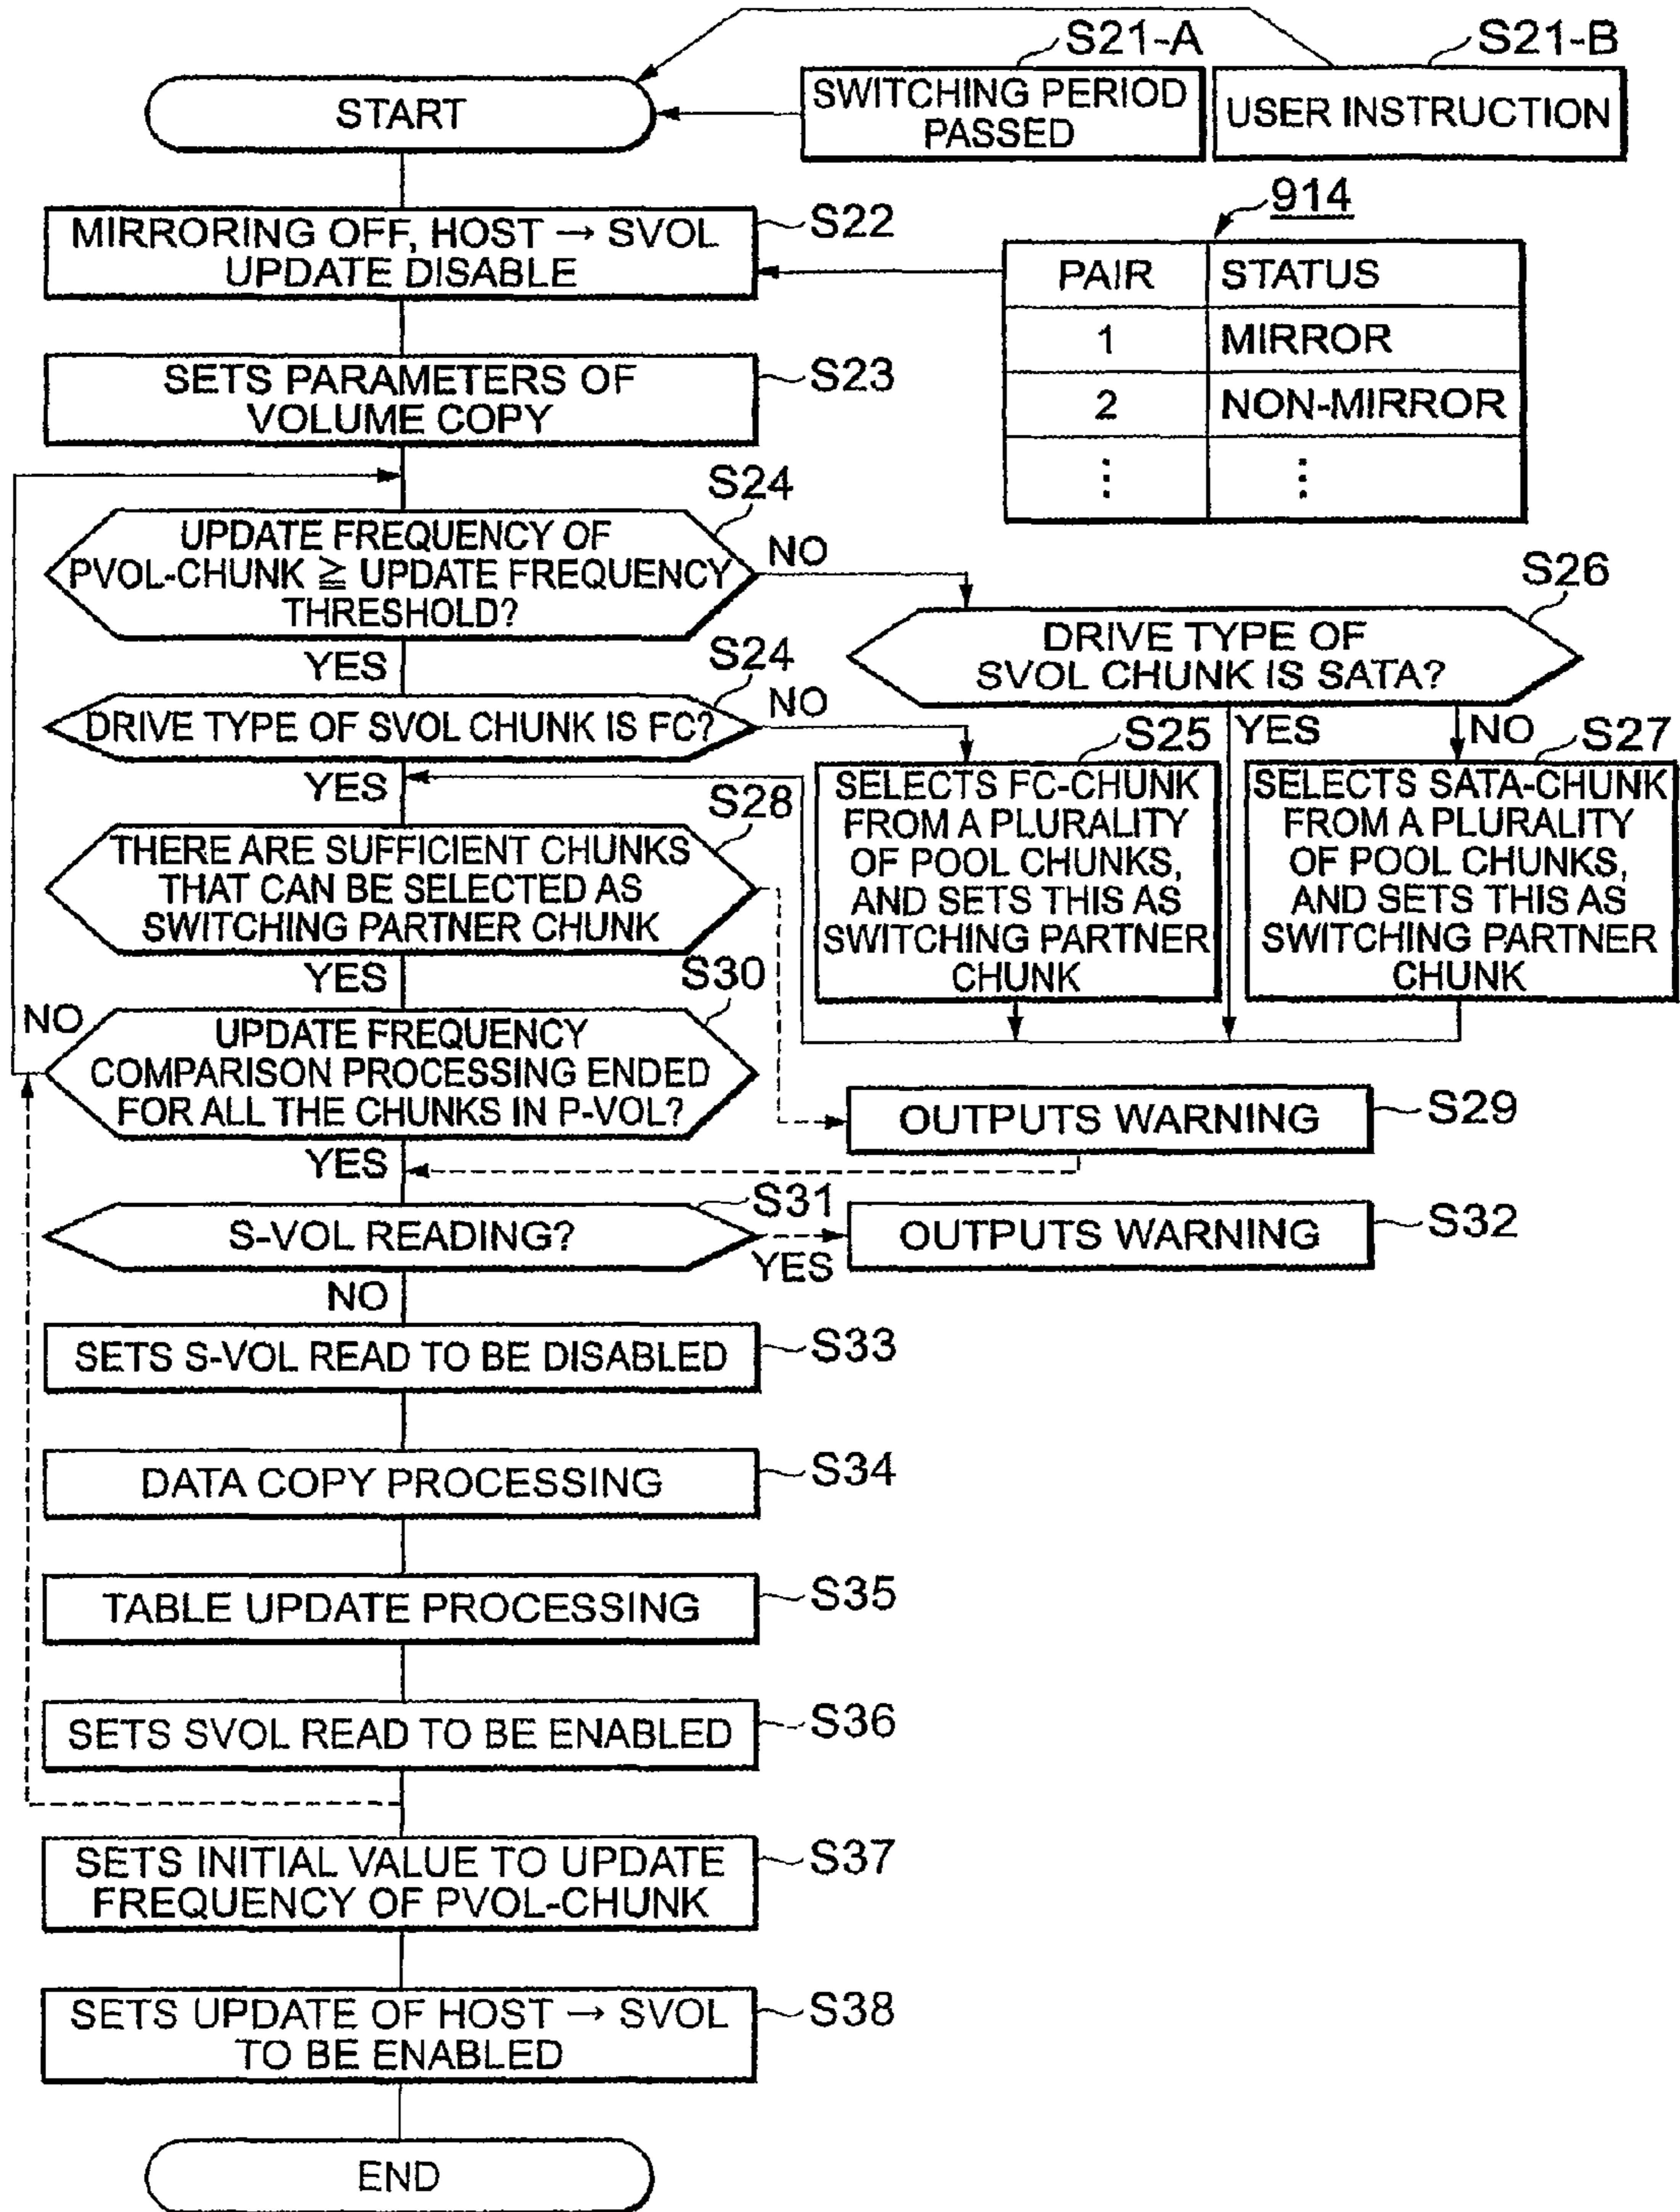 S21-A
S21-B
START
SWITCHING PERIOD
PASSED
USER INSTRUCTION
MIRRORING OFF, HOST → SVOL
UPDATE DISABLE
S22
914
PAIR STATUS
1 MIRROR
2 NON-MIRROR
⋮ ⋮
SETS PARAMETERS OF
VOLUME COPY
S23
S24
UPDATE FREQUENCY OF
PVOL-CHUNK ≧ UPDATE FREQUENCY
THRESHOLD?
NO
YES
S26
DRIVE TYPE OF
SVOL CHUNK IS SATA?
YES
NO
S24
DRIVE TYPE OF SVOL CHUNK IS FC?
NO
YES
S25
SELECTS FC-CHUNK
FROM A PLURALITY
OF POOL CHUNKS,
AND SETS THIS AS
SWITCHING PARTNER
CHUNK
S27
SELECTS SATA-CHUNK
FROM A PLURALITY
OF POOL CHUNKS,
AND SETS THIS AS
SWITCHING PARTNER
CHUNK
S28
THERE ARE SUFFICIENT CHUNKS
THAT CAN BE SELECTED AS
SWITCHING PARTNER CHUNK
YES
S30
NO
UPDATE FREQUENCY
COMPARISON PROCESSING ENDED
FOR ALL THE CHUNKS IN P-VOL?
YES
OUTPUTS WARNING
S29
S31
S-VOL READING?
YES
NO
OUTPUTS WARNING
S32
SETS S-VOL READ TO BE DISABLED
S33
DATA COPY PROCESSING
S34
TABLE UPDATE PROCESSING
S35
SETS SVOL READ TO BE ENABLED
S36
SETS INITIAL VALUE TO UPDATE
FREQUENCY OF PVOL-CHUNK
S37
SETS UPDATE OF HOST → SVOL
TO BE ENABLED
S38
END